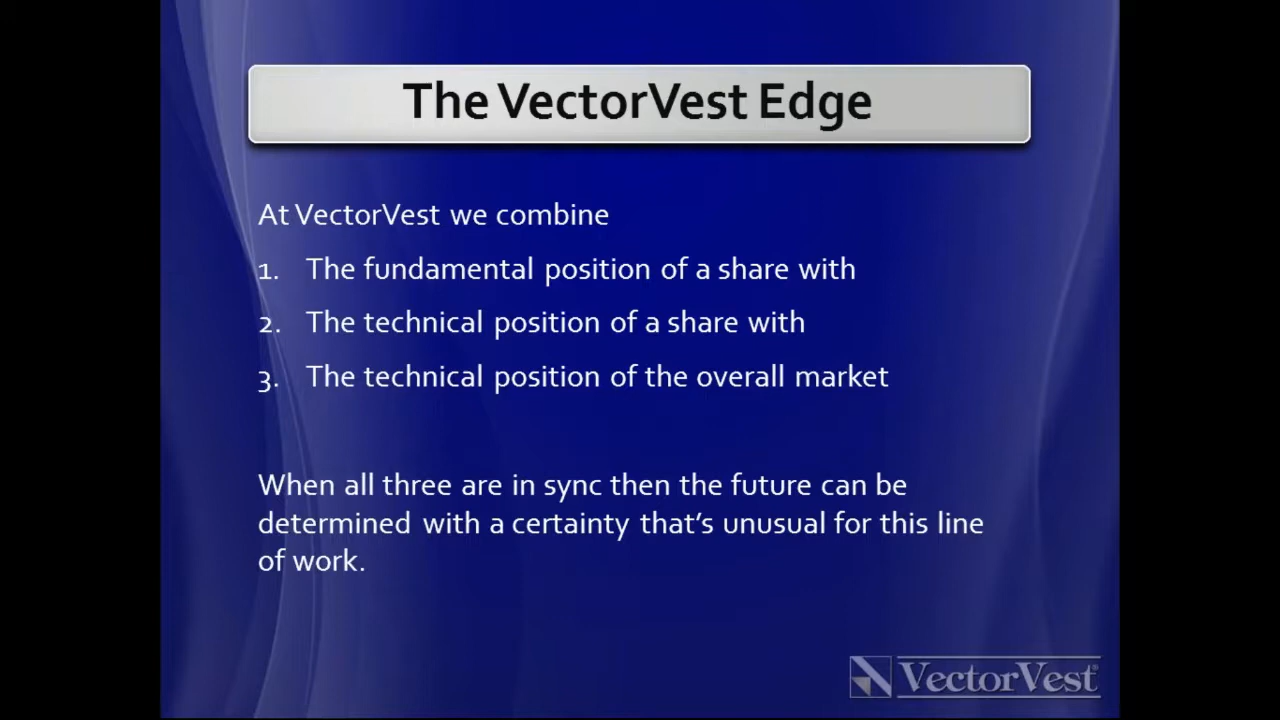 The VectorVest Edge
At VectorVest we combine
1. The fundamental position of a share with
2. The technical position of a share with
3. The technical position of the overall market
When all three are in sync then the future can be
determined with a certainty that's unusual for this line
of work.
VectorVest®